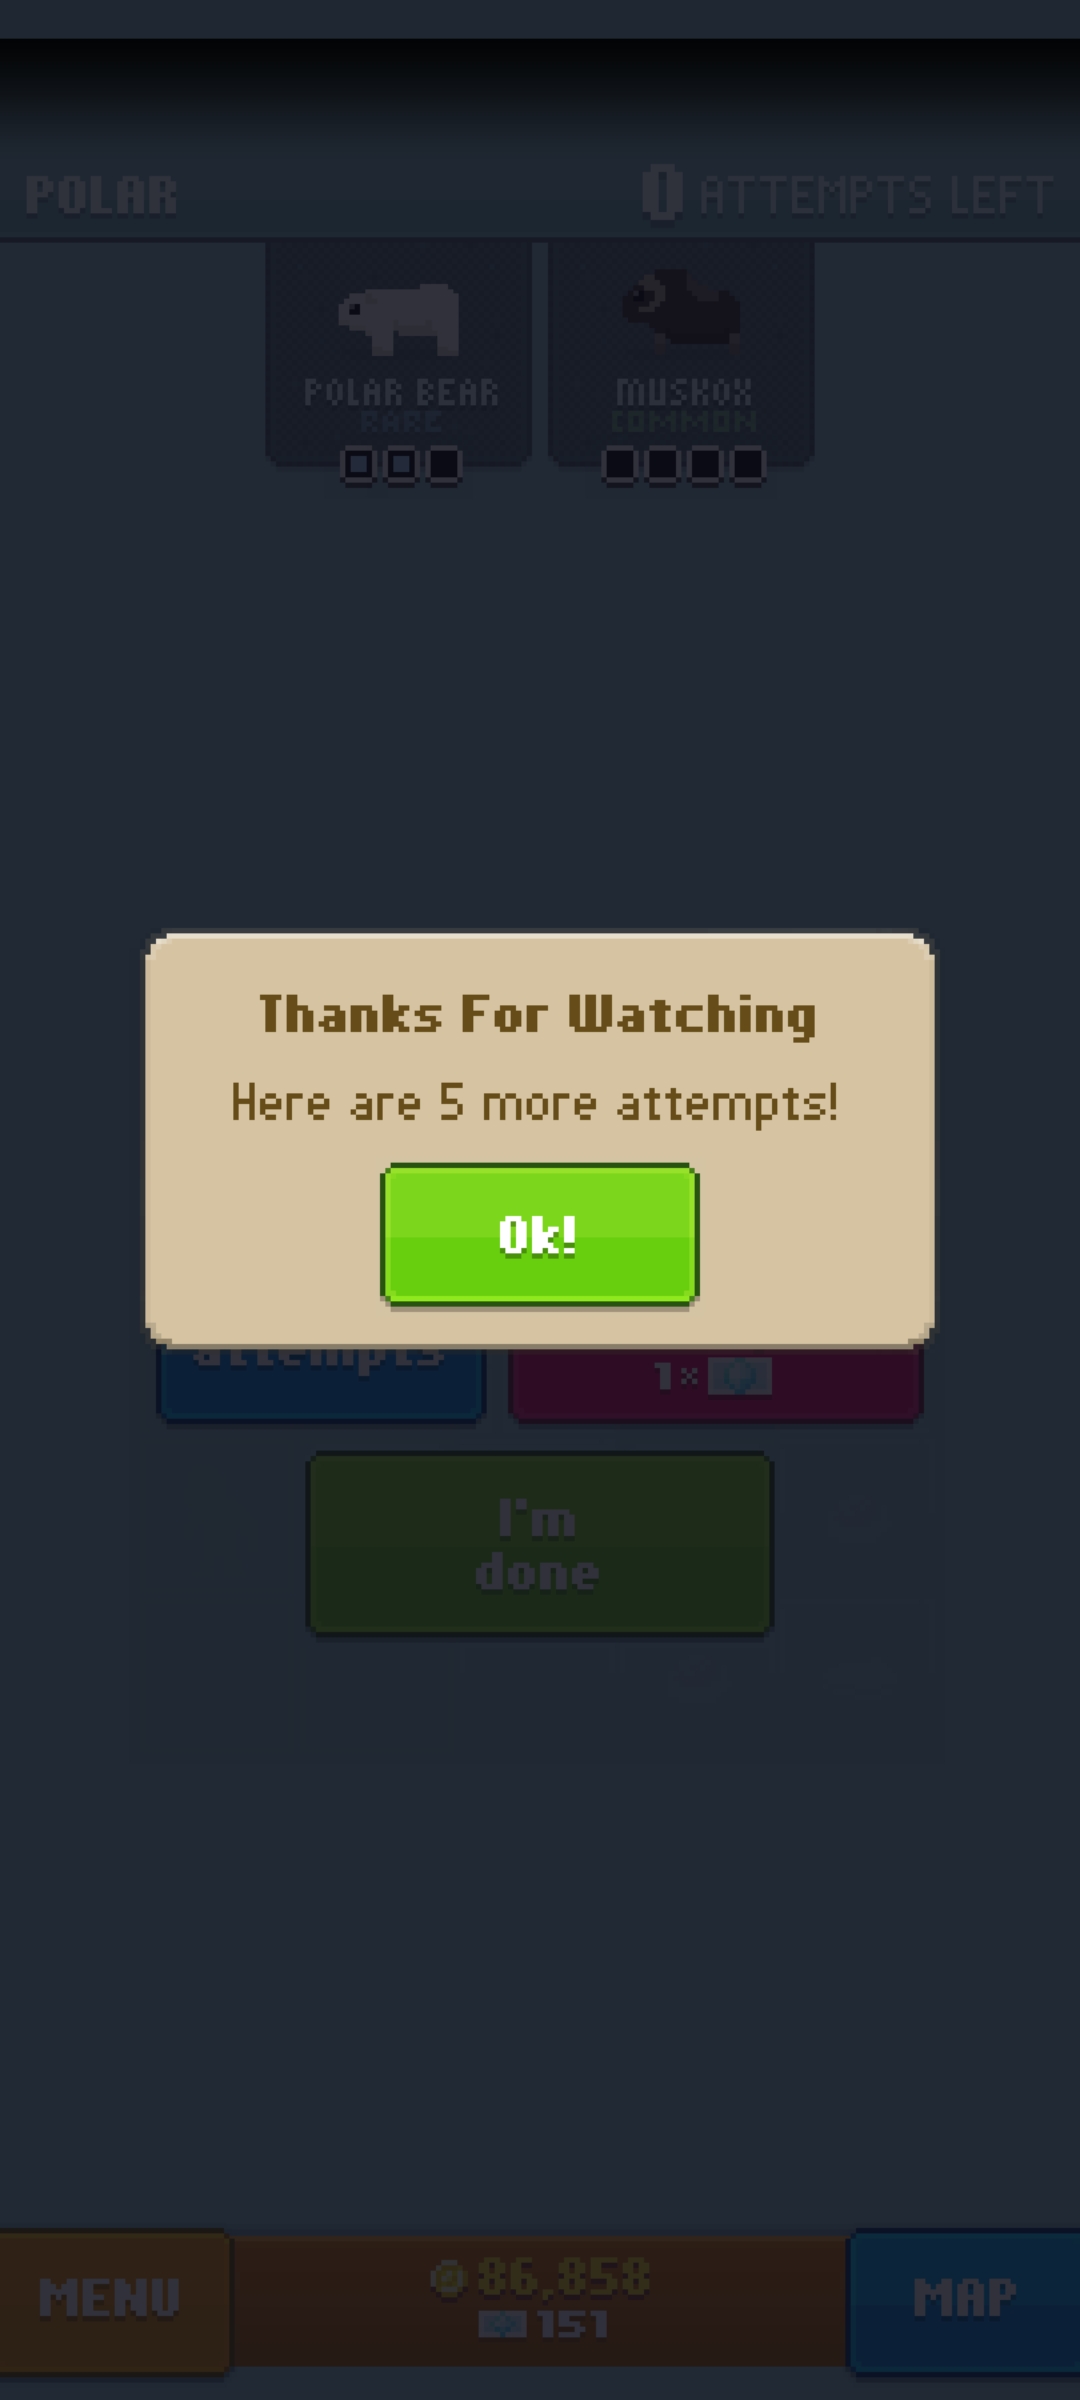 POLAR
0 ATTEMPTS LEFT
POLAR BEAR
RARE
MUSKOX
COMMON
Thanks For Watching
Here are 5 more attempts!
Ok!
attempts
1×
I'm
done
MENU
86,858
151
MAP